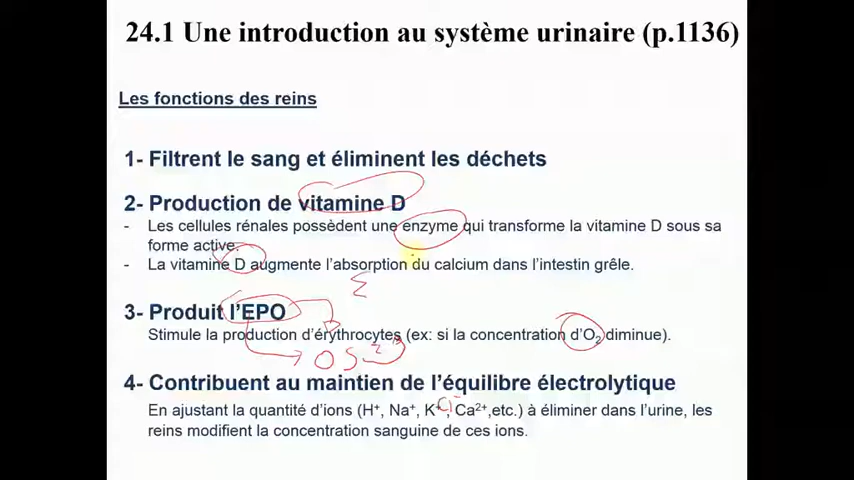 24.1 Une introduction au système urinaire (p.1136)
Les fonctions des reins
1- Filtrent le sang et éliminent les déchets
2- Production de vitamine D
- Les cellules rénales possèdent une enzyme qui transforme la vitamine D sous sa
forme active.
- La vitamine D augmente l'absorption du calcium dans l'intestin grêle.
3- Produit l'EPO
Stimule la production d'érythrocytes (ex: si la concentration d'O₂ diminue).
OS
4- Contribuent au maintien de l'équilibre électrolytique
En ajustant la quantité d'ions (H⁺, Na⁺, K⁺, Cl⁻ Ca²⁺,etc.) à éliminer dans l'urine, les
reins modifient la concentration sanguine de ces ions.